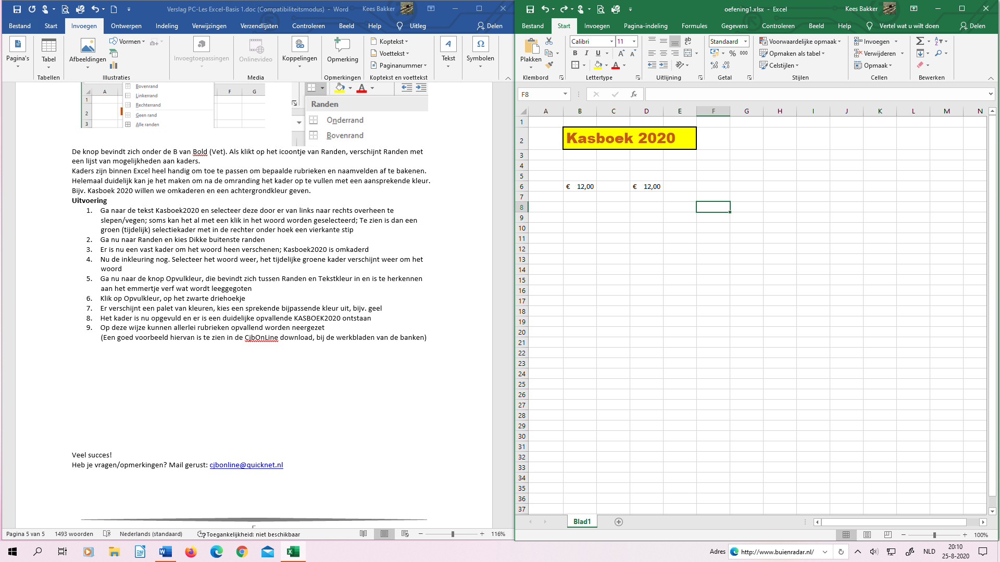 Verslag PC-Les Excel-Basis 1.doc (Compatibiliteitsmodus) - Word
Kees Bakker
Bestand Start Invoegen Ontwerpen Indeling Verwijzingen Verzendlijsten Controleren Beeld Help Uitleg Delen
Pagina's
Tabel
Tabellen
Afbeeldingen
Vormen
Illustraties
Invoegtoepassingen
Onlinevideo
Media
Koppelingen
Opmerking
Opmerkingen
Koptekst
Voettekst
Paginanummer
Koptekst en voettekst
Tekst
Symbolen
A F G
1
2
3
Bovenrand
Linkerrand
Rechterrand
Geen rand
Alle randen
Randen
Onderrand
Bovenrand
De knop bevindt zich onder de B van Bold (Vet). Als klikt op het icoontje van Randen, verschijnt Randen met
een lijst van mogelijkheden aan kaders.
Kaders zijn binnen Excel heel handig om toe te passen om bepaalde rubrieken en naamvelden af te bakenen.
Helemaal duidelijk kan je het maken om na de omranding het kader op te vullen met een aansprekende kleur.
Bijv. Kasboek 2020 willen we omkaderen en een achtergrondkleur geven.
Uitvoering
1. Ga naar de tekst Kasboek2020 en selecteer deze door er van links naar rechts overheen te
slepen/vegen; soms kan het al met een klik in het woord worden geselecteerd; Te zien is dan een
groen (tijdelijk) selectiekader met in de rechter onder hoek een vierkante stip
2. Ga nu naar Randen en kies Dikke buitenste randen
3. Er is nu een vast kader om het woord heen verschenen; Kasboek2020 is omkaderd
4. Nu de inkleuring nog. Selecteer het woord weer, het tijdelijke groene kader verschijnt weer om het
woord
5. Ga nu naar de knop Opvulkleur, die bevindt zich tussen Randen en Tekstkleur in en is te herkennen
aan het emmertje verf wat wordt leeggegoten
6. Klik op Opvulkleur, op het zwarte driehoekje
7. Er verschijnt een palet van kleuren, kies een sprekende bijpassende kleur uit, bijv. geel
8. Het kader is nu opgevuld en er is een duidelijke opvallende KASBOEK2020 ontstaan
9. Op deze wijze kunnen allerlei rubrieken opvallend worden neergezet
(Een goed voorbeeld hiervan is te zien in de CjbOnLine download, bij de werkbladen van de banken)
Veel succes!
Heb je vragen/opmerkingen? Mail gerust: cjbonline@quicknet.nl
Pagina 5 van 5 1493 woorden Nederlands (standaard) Toegankelijkheid: niet beschikbaar 116%
oefening1.xlsx - Excel
Kees Bakker
Bestand Start Invoegen Pagina-indeling Formules Gegevens Controleren Beeld Help Vertel wat u wilt doen Delen
Plakken
Klembord
Calibri 11
B I U
Lettertype
Uitlijning
Standaard
% 000
Getal
Voorwaardelijke opmaak
Opmaken als tabel
Celstijlen
Stijlen
Invoegen
Verwijderen
Opmaak
Cellen
Bewerken
F8 fx
A B C D E F G H I J K L M N
1
2 Kasboek 2020
3
4
5
6 € 12,00 € 12,00
7
8
9
10
11
12
13
14
15
16
17
18
19
20
21
22
23
24
25
26
27
28
29
30
31
32
33
34
35
36
37
Blad1
100%
Adres http://www.buienradar.nl/ NLD 20:10
25-8-2020